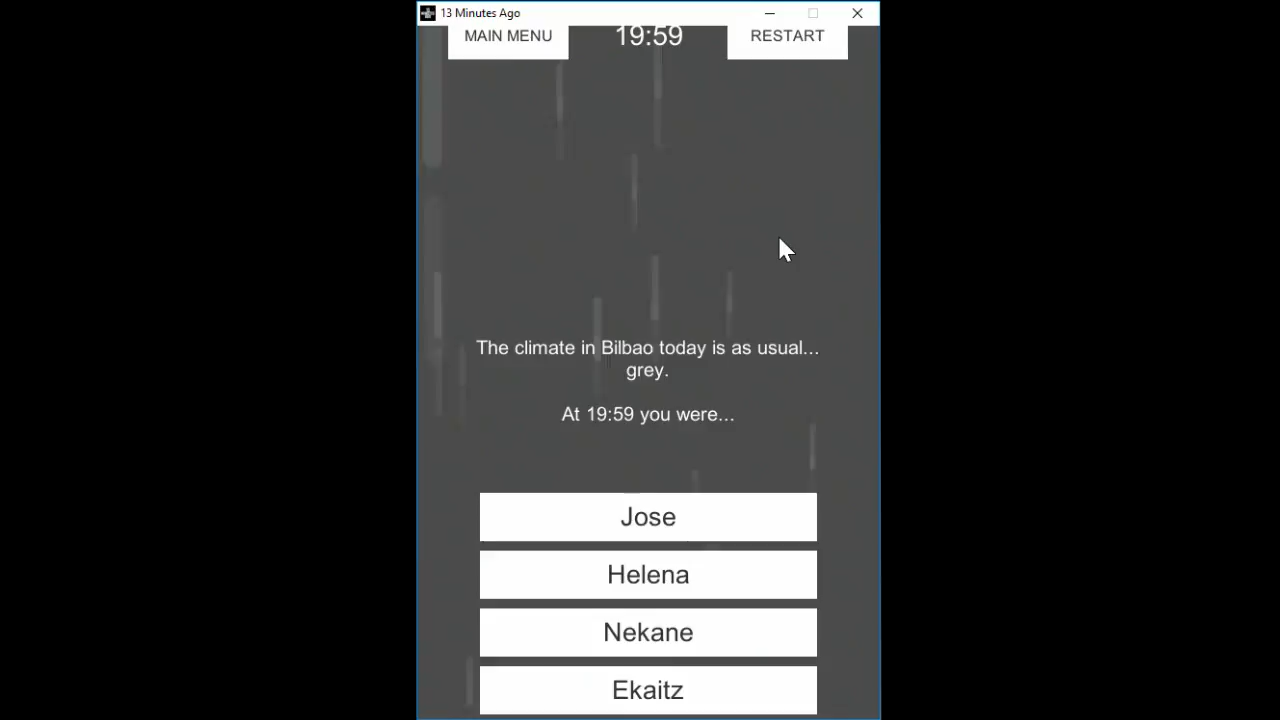 13 Minutes Ago
MAIN MENU 19:59 RESTART
The climate in Bilbao today is as usual...
grey.
At 19:59 you were...
Jose
Helena
Nekane
Ekaitz